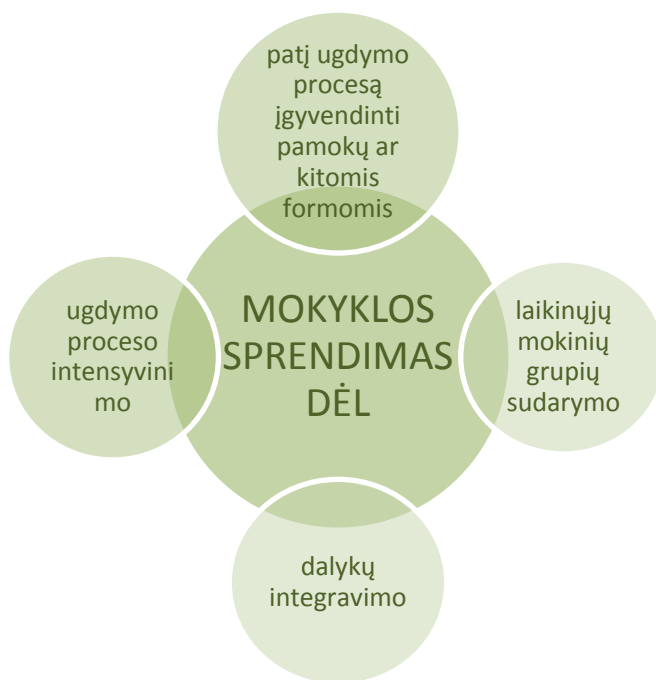 patį ugdymo
procesą
įgyvendinti
pamokų ar
kitomis
formomis
MOKYKLOS
SPRENDIMAS
DĖL
laikinųjų
mokinių
grupių
sudarymo
dalykų
integravimo
ugdymo
proceso
intensyvini
mo